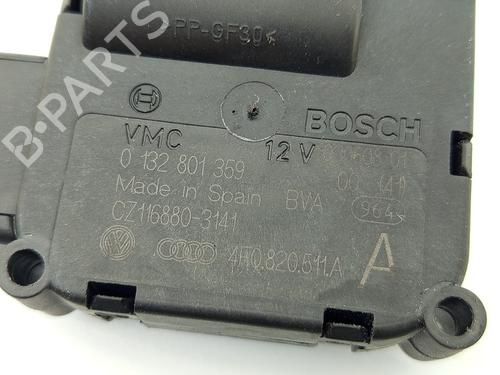 PP-GF30<
B-PARTS
BOSCH
VMC 12 V
0 132 801 359
Made in Spain BVA
964
CZ116880-3141
4F0.820.511.A A